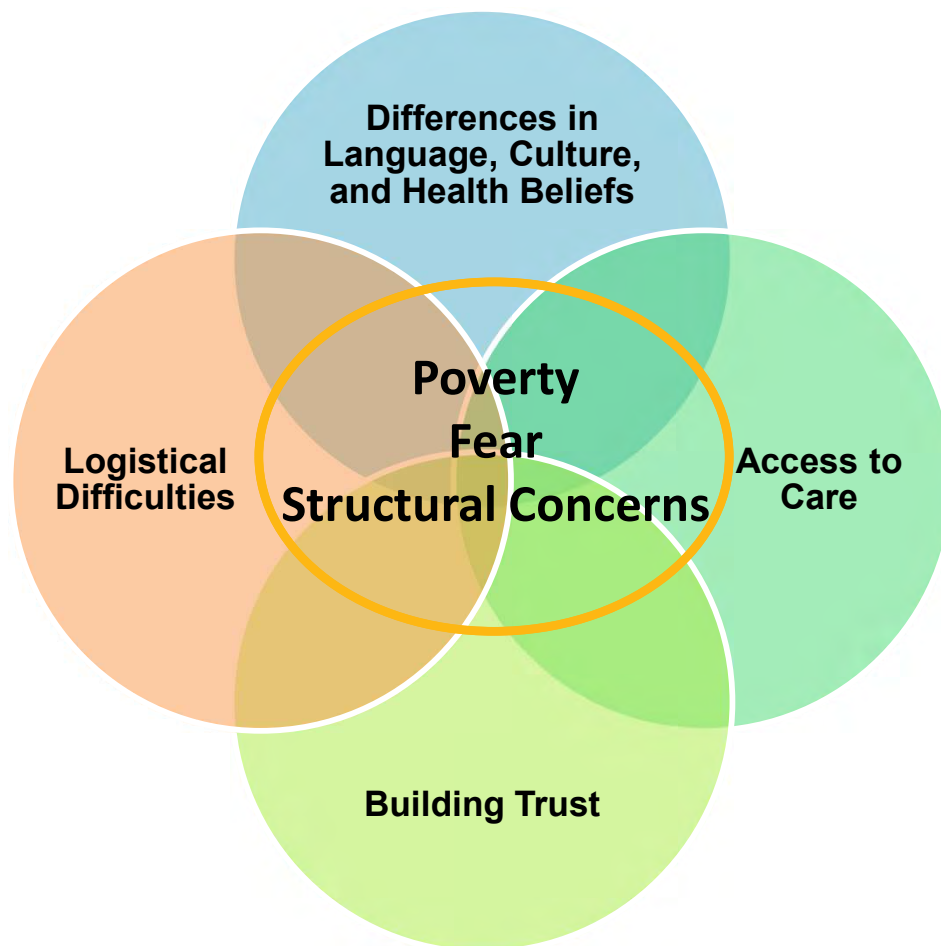 Differences in
Language, Culture,
and Health Beliefs
Poverty
Fear
Structural Concerns
Logistical
Difficulties
Access to
Care
Building Trust